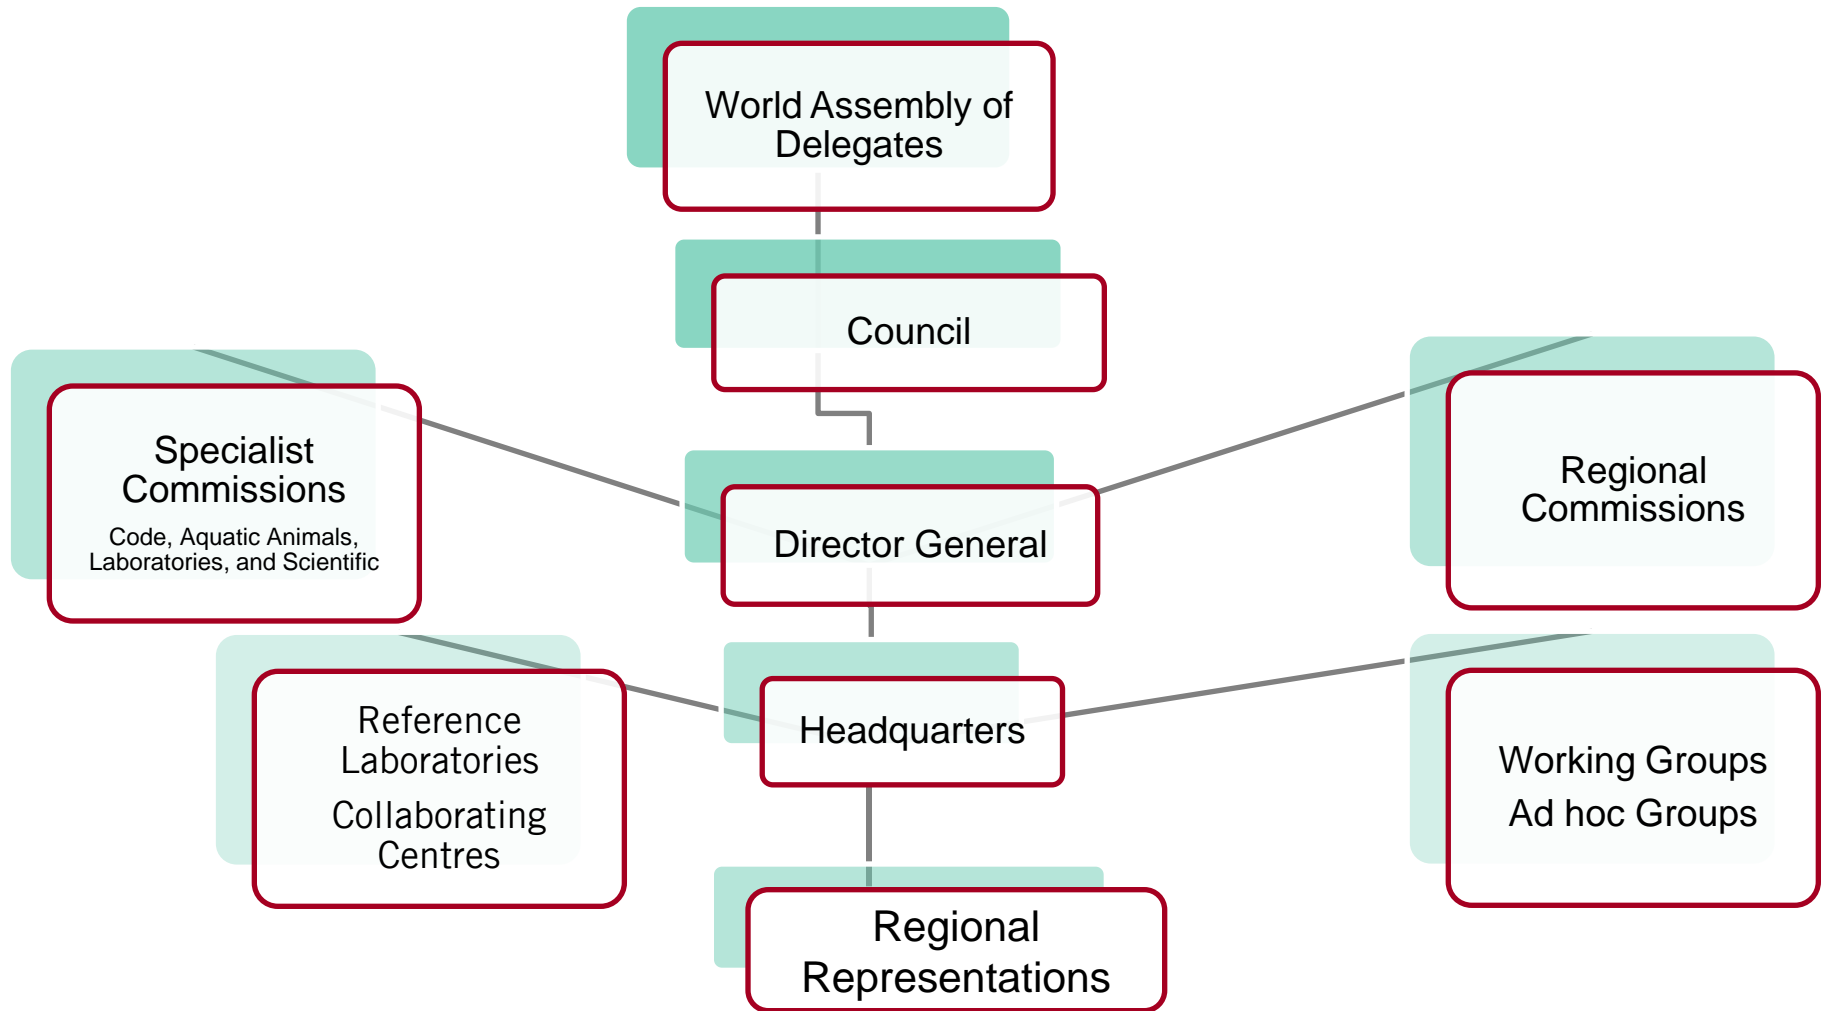 World Assembly of
Delegates
Council
Specialist
Commissions
Code, Aquatic Animals,
Laboratories, and Scientific
Director General
Regional
Commissions
Reference
Laboratories
Collaborating
Centres
Headquarters
Working Groups
Ad hoc Groups
Regional
Representations